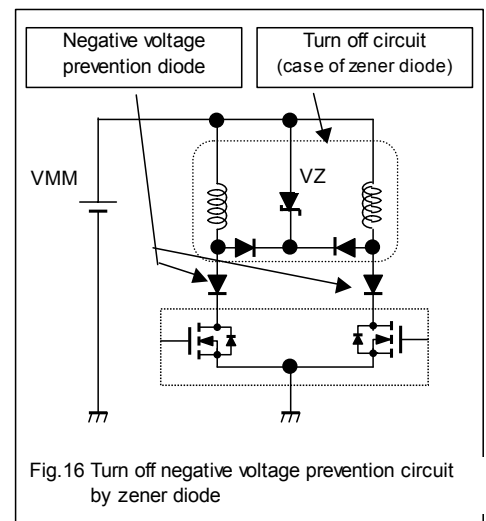 Negative voltage
prevention diode
Turn off circuit
(case of zener diode)
VMM
VZ
Fig.16 Turn off negative voltage prevention circuit
by zener diode